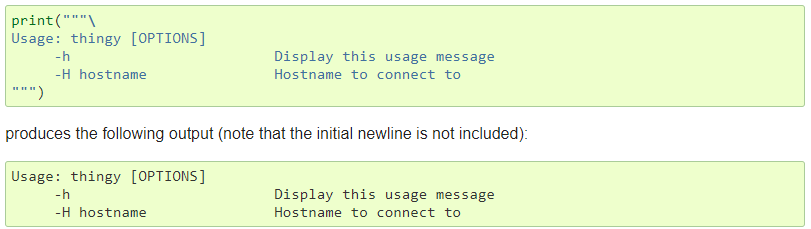 print("""\
Usage: thingy [OPTIONS]
     -h                        Display this usage message
     -H hostname               Hostname to connect to
""")
produces the following output (note that the initial newline is not included):
Usage: thingy [OPTIONS]
     -h                        Display this usage message
     -H hostname               Hostname to connect to